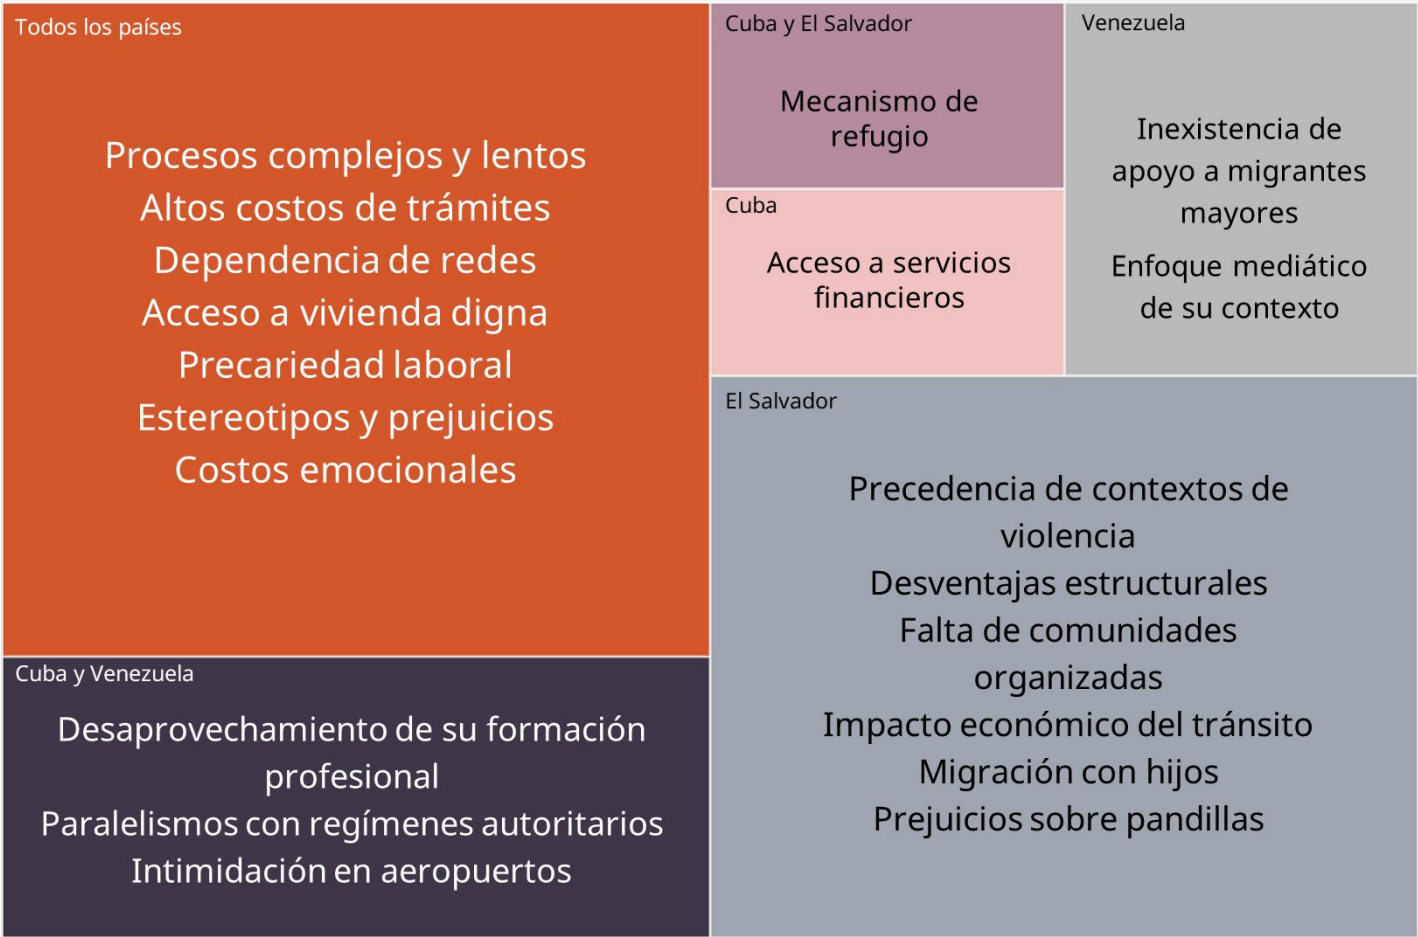 Todos los países
Procesos complejos y lentos
Altos costos de trámites
Dependencia de redes
Acceso a vivienda digna
Precariedad laboral
Estereotipos y prejuicios
Costos emocionales
Cuba y Venezuela
Desaprovechamiento de su formación
profesional
Paralelismos con regímenes autoritarios
Intimidación en aeropuertos
Cuba y El Salvador
Mecanismo de
refugio
Cuba
Acceso a servicios
financieros
Venezuela
Inexistencia de
apoyo a migrantes
mayores
Enfoque mediático
de su contexto
El Salvador
Precedencia de contextos de
violencia
Desventajas estructurales
Falta de comunidades
organizadas
Impacto económico del tránsito
Migración con hijos
Prejuicios sobre pandillas